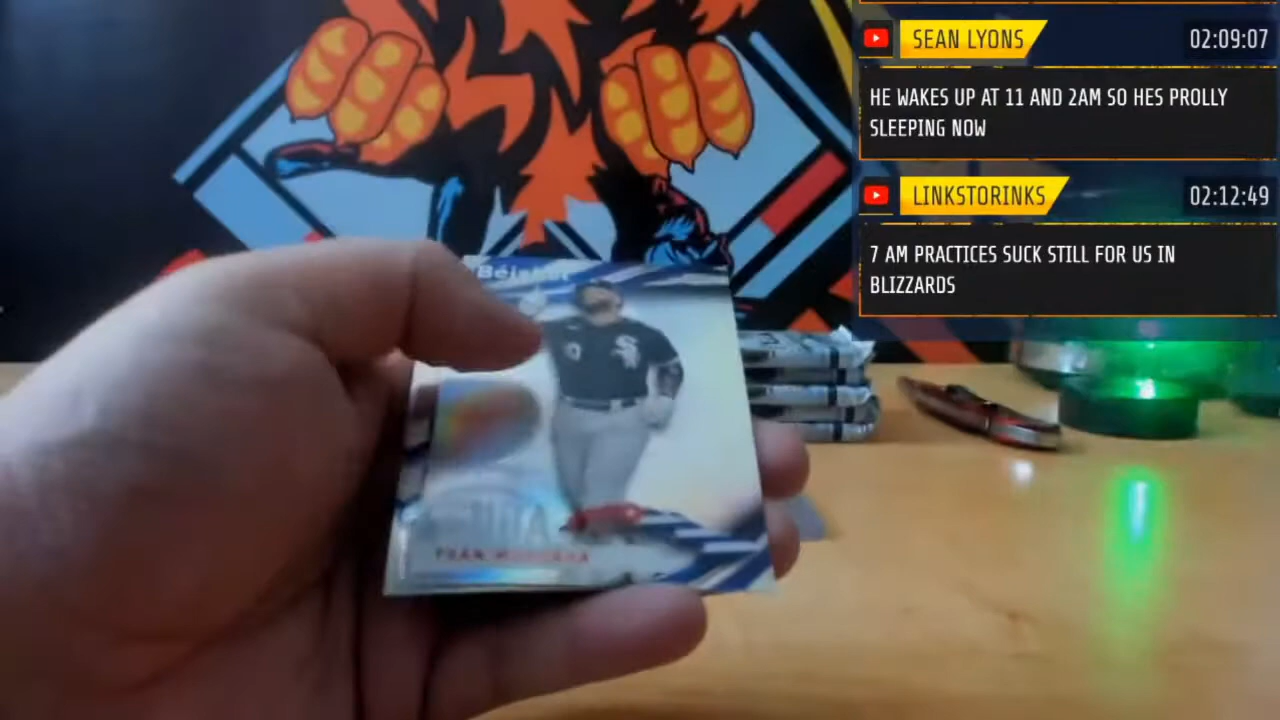 SEAN LYONS
02:09:07
HE WAKES UP AT 11 AND 2AM SO HES PROLLY
SLEEPING NOW
LINKSTORINKS
02:12:49
7 AM PRACTICES SUCK STILL FOR US IN
BLIZZARDS